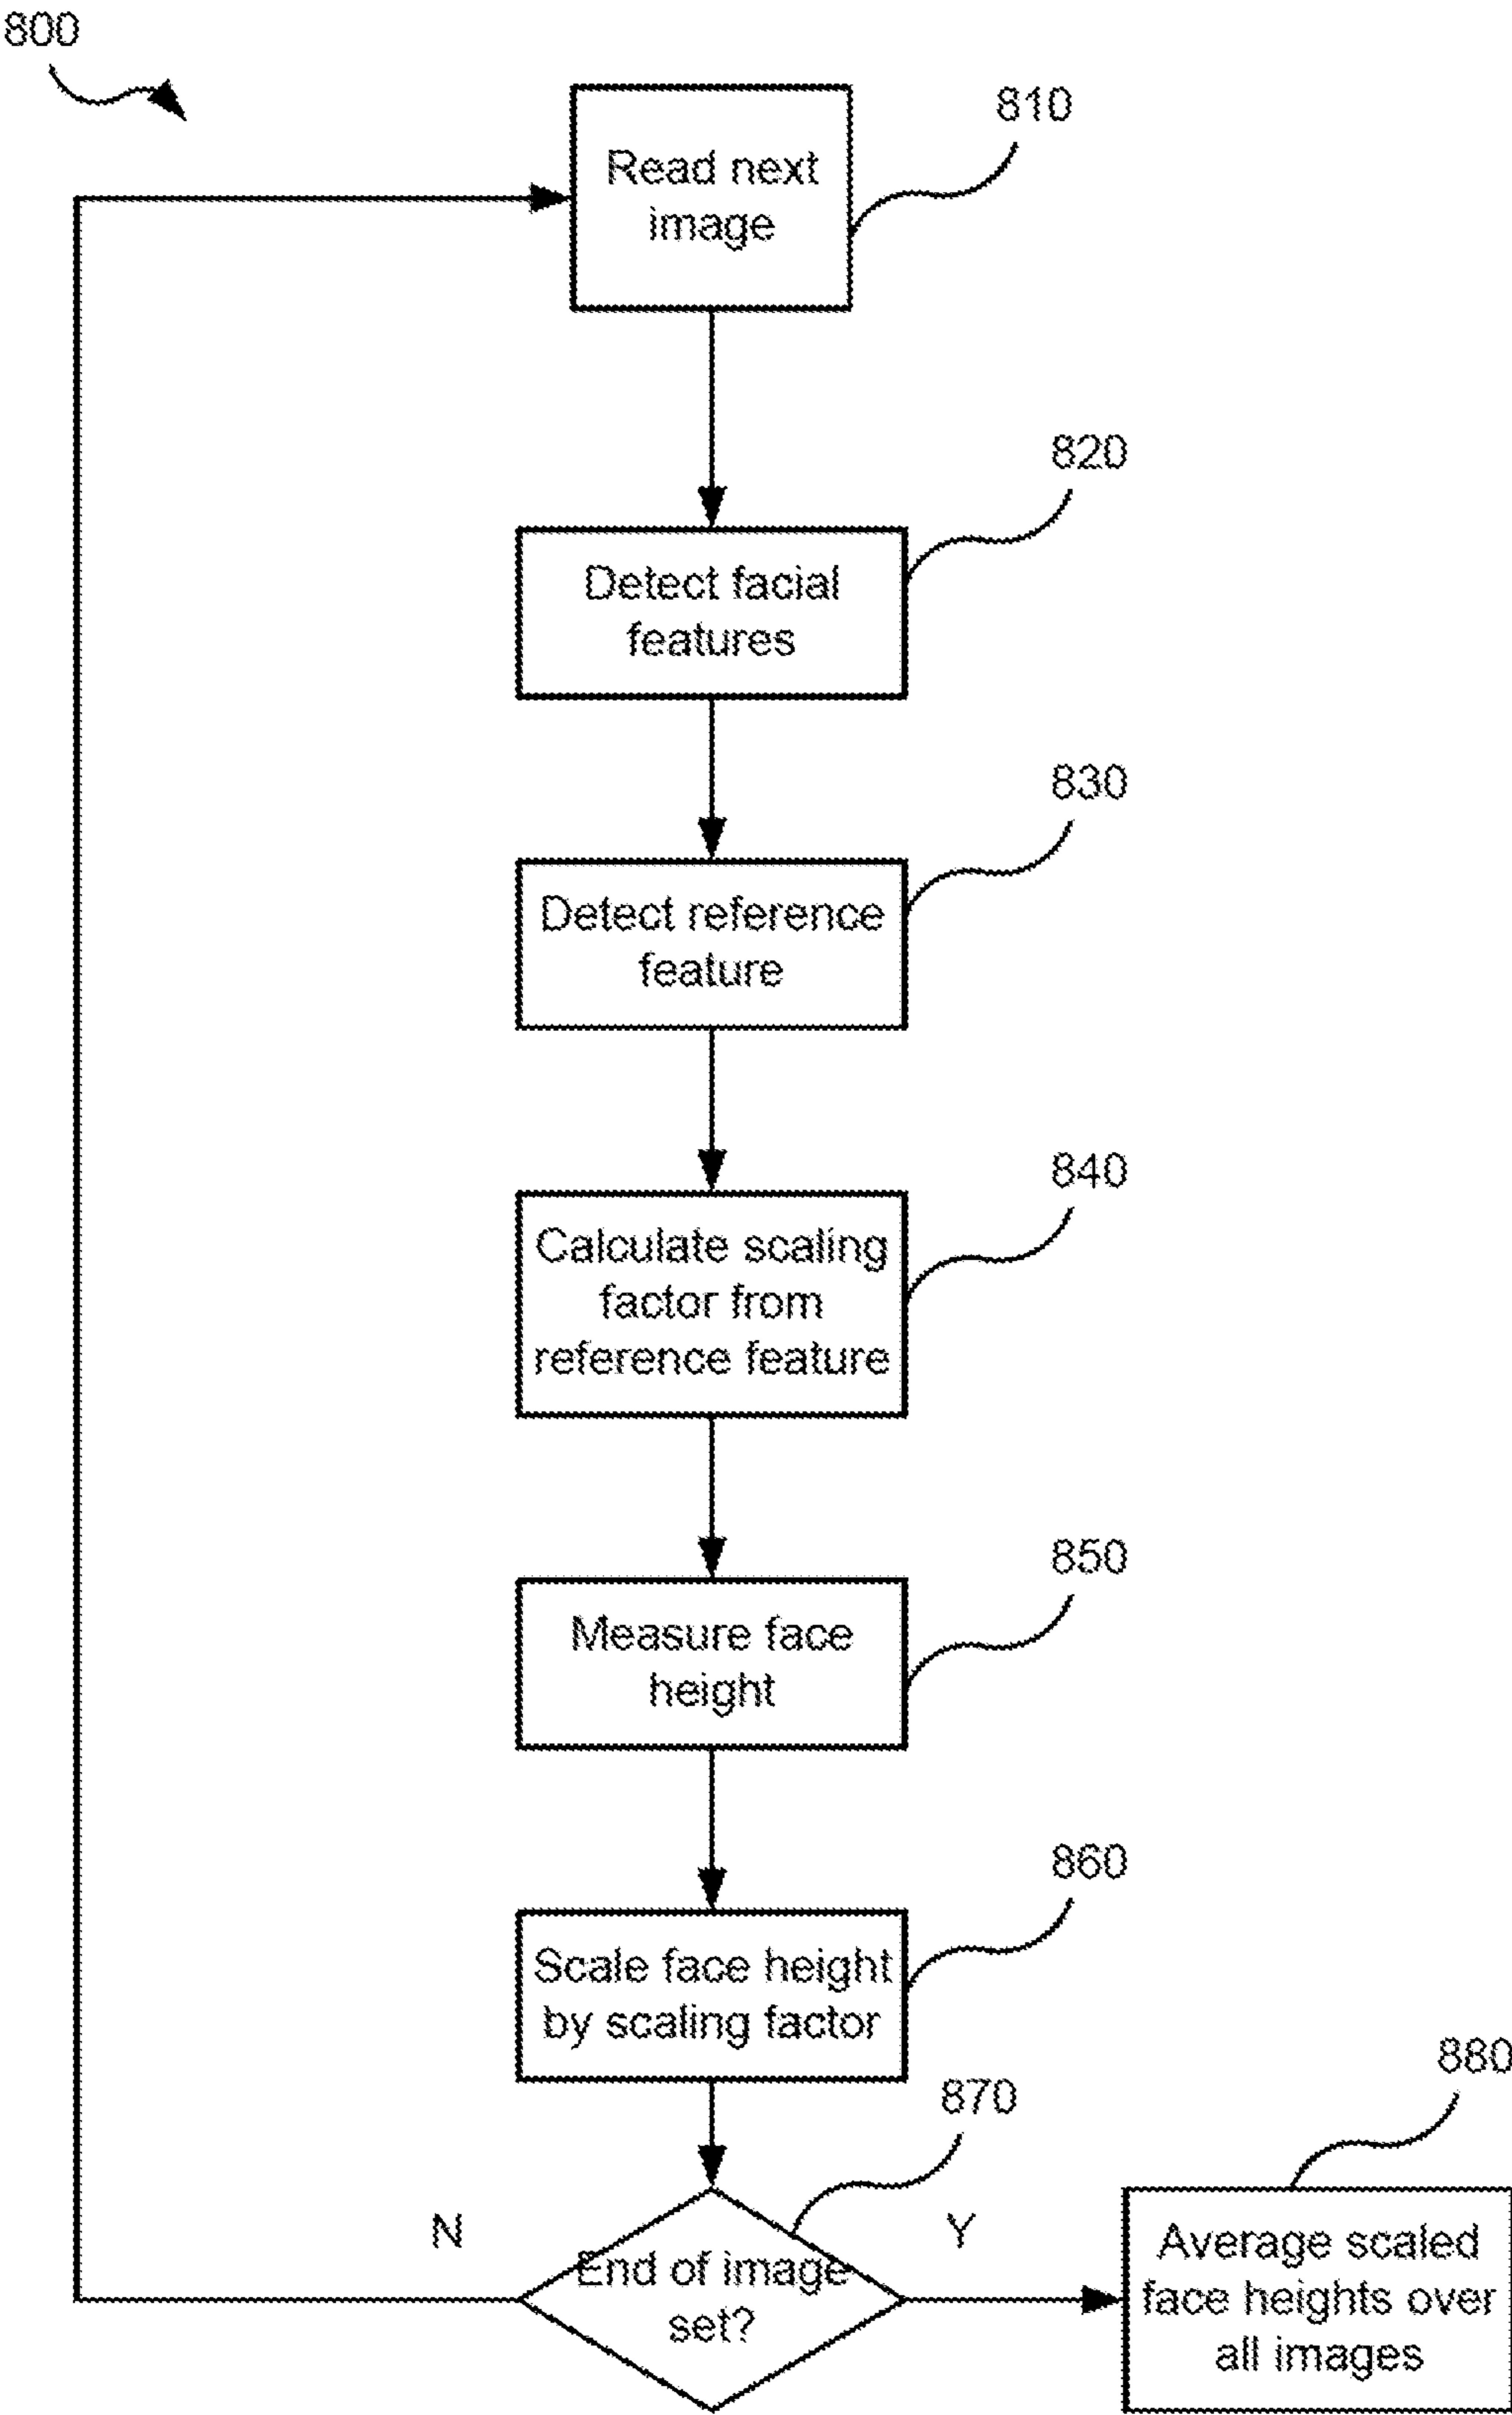 800
810
Read next
image
820
Detect facial
features
830
Detect reference
feature
840
Calculate scaling
factor from
reference feature
850
Measure face
height
860
Scale face height
by scaling factor
870
880
N
Y
End of image
set?
Average scaled
face heights over
all images